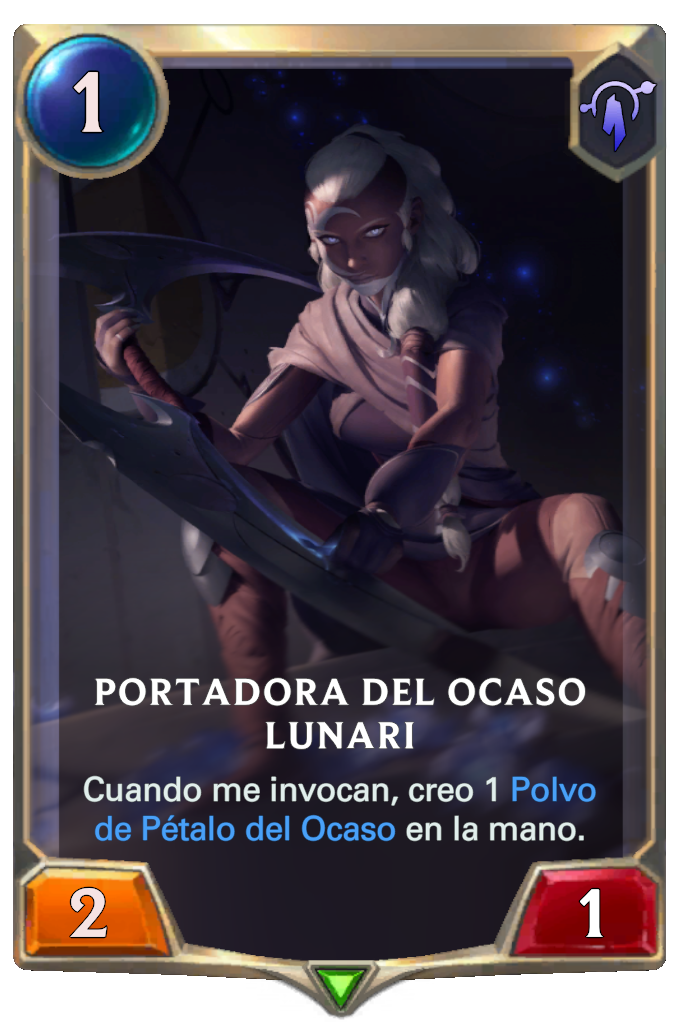 1
PORTADORA DEL OCASO
LUNARI
Cuando me invocan, creo 1 Polvo
de Pétalo del Ocaso en la mano.
2
1